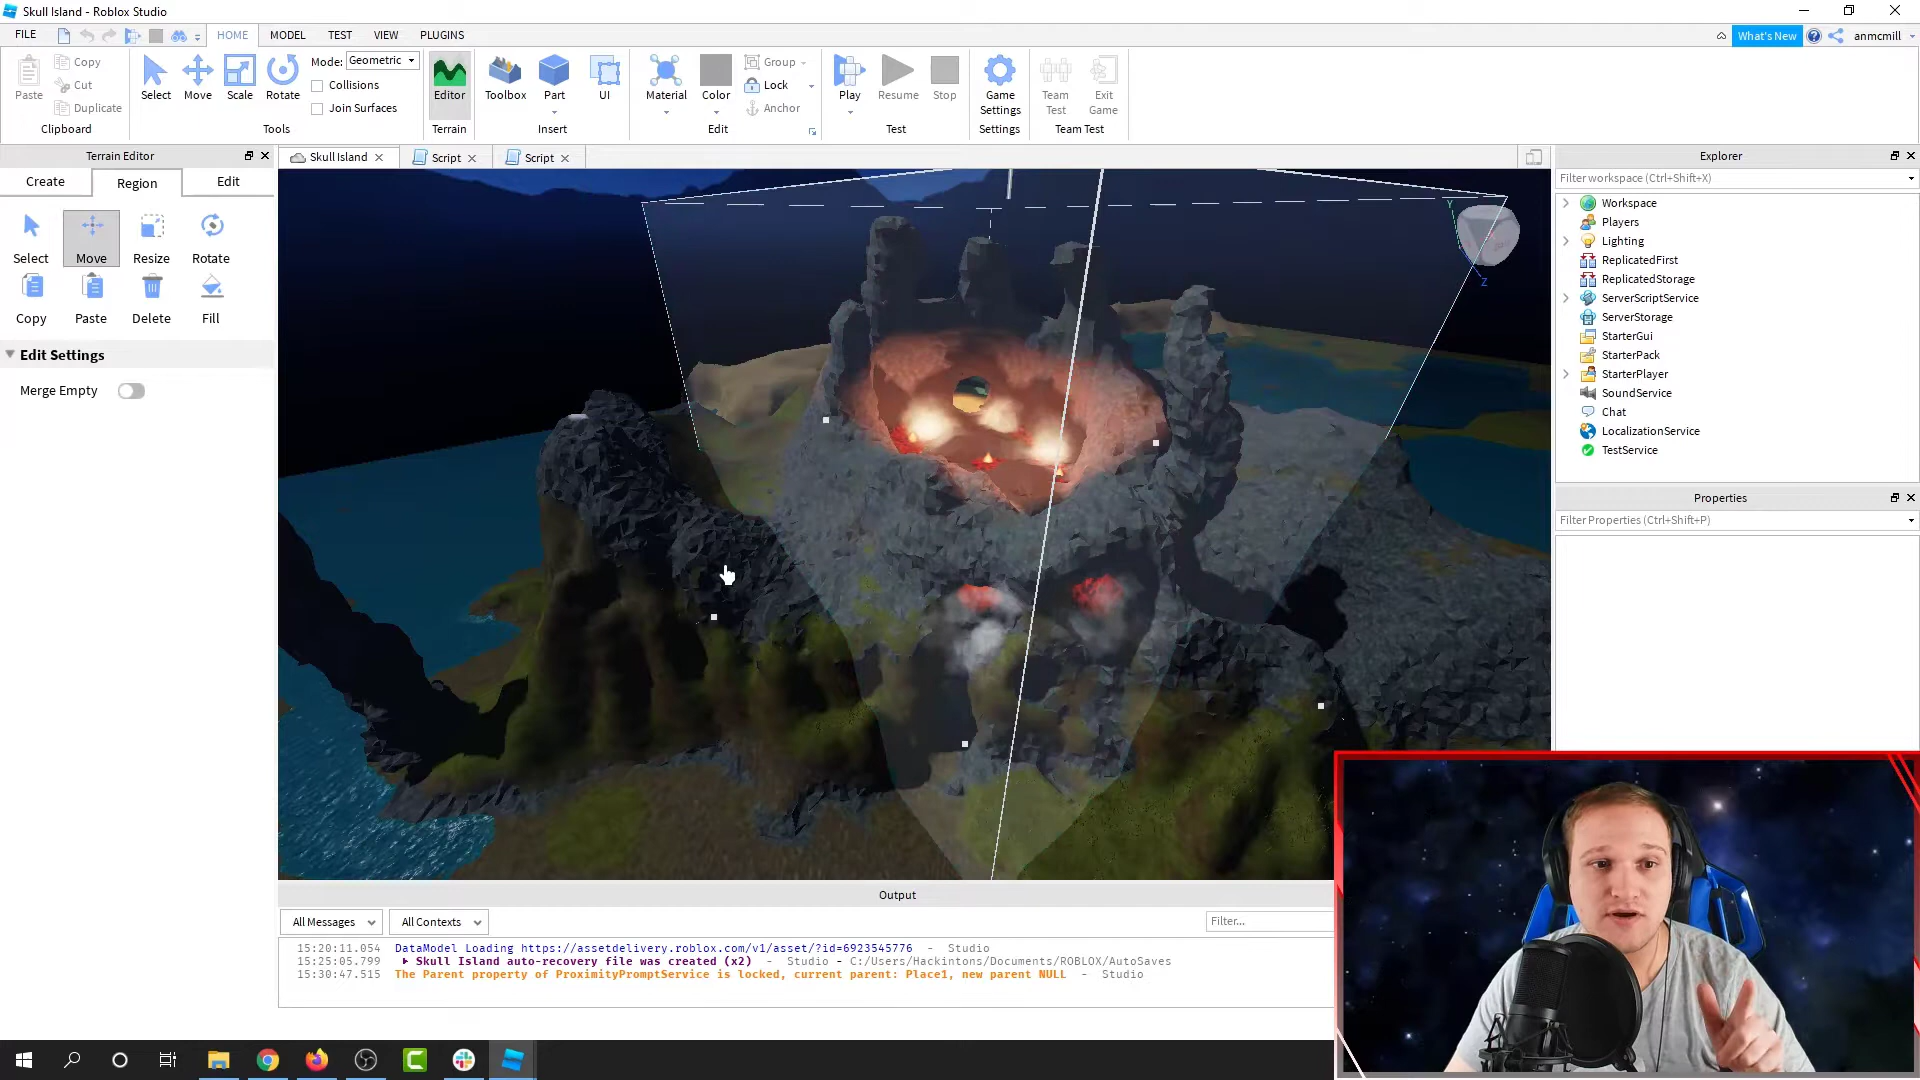 Skull Island - Roblox Studio
FILE HOME MODEL TEST VIEW PLUGINS What's New anmcmill
Paste Copy Cut Duplicate Clipboard
Select Move Scale Rotate Mode: Geometric Collisions Join Surfaces Tools
Editor Terrain
Toolbox Part UI Insert
Material Color Group Lock Anchor Edit
Play Resume Stop Test
Game Settings Settings
Team Test Exit Game Team Test
Terrain Editor
Create Region Edit
Select Move Resize Rotate
Copy Paste Delete Fill
Edit Settings
Merge Empty
Skull Island Script Script
Y
Z
Explorer
Filter workspace (Ctrl+Shift+X)
Workspace
Players
Lighting
ReplicatedFirst
ReplicatedStorage
ServerScriptService
ServerStorage
StarterGui
StarterPack
StarterPlayer
SoundService
Chat
LocalizationService
TestService
Properties
Filter Properties (Ctrl+Shift+P)
Output
All Messages All Contexts Filter...
15:20:11.054 DataModel Loading https://assetdelivery.roblox.com/v1/asset/?id=6923545776 - Studio
15:25:05.799 Skull Island auto-recovery file was created (x2) - Studio - C:/Users/Hackintons/Documents/ROBLOX/AutoSaves
15:30:47.515 The Parent property of ProximityPromptService is locked, current parent: Place1, new parent NULL - Studio